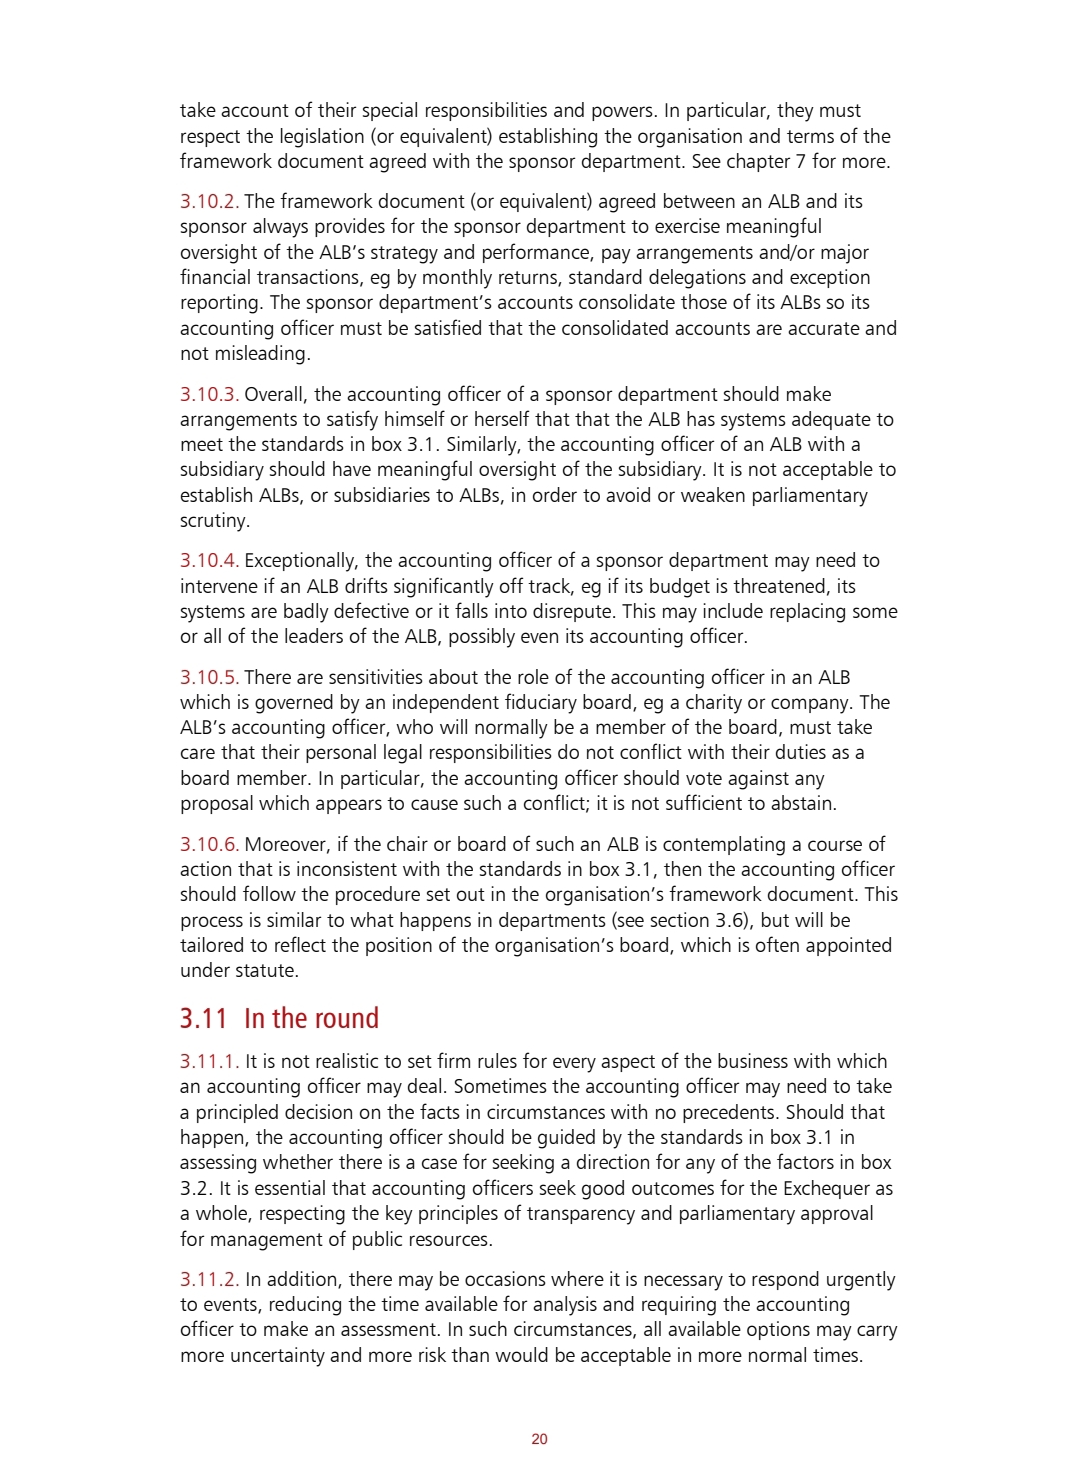 take account of their special responsibilities and powers. In particular, they must
respect the legislation (or equivalent) establishing the organisation and terms of the
framework document agreed with the sponsor department. See chapter 7 for more.
3.10.2. The framework document (or equivalent) agreed between an ALB and its
sponsor always provides for the sponsor department to exercise meaningful
oversight of the ALB’s strategy and performance, pay arrangements and/or major
financial transactions, eg by monthly returns, standard delegations and exception
reporting. The sponsor department’s accounts consolidate those of its ALBs so its
accounting officer must be satisfied that the consolidated accounts are accurate and
not misleading.
3.10.3. Overall, the accounting officer of a sponsor department should make
arrangements to satisfy himself or herself that that the ALB has systems adequate to
meet the standards in box 3.1. Similarly, the accounting officer of an ALB with a
subsidiary should have meaningful oversight of the subsidiary. It is not acceptable to
establish ALBs, or subsidiaries to ALBs, in order to avoid or weaken parliamentary
scrutiny.
3.10.4. Exceptionally, the accounting officer of a sponsor department may need to
intervene if an ALB drifts significantly off track, eg if its budget is threatened, its
systems are badly defective or it falls into disrepute. This may include replacing some
or all of the leaders of the ALB, possibly even its accounting officer.
3.10.5. There are sensitivities about the role of the accounting officer in an ALB
which is governed by an independent fiduciary board, eg a charity or company. The
ALB’s accounting officer, who will normally be a member of the board, must take
care that their personal legal responsibilities do not conflict with their duties as a
board member. In particular, the accounting officer should vote against any
proposal which appears to cause such a conflict; it is not sufficient to abstain.
3.10.6. Moreover, if the chair or board of such an ALB is contemplating a course of
action that is inconsistent with the standards in box 3.1, then the accounting officer
should follow the procedure set out in the organisation’s framework document. This
process is similar to what happens in departments (see section 3.6), but will be
tailored to reflect the position of the organisation’s board, which is often appointed
under statute.
3.11 In the round
3.11.1. It is not realistic to set firm rules for every aspect of the business with which
an accounting officer may deal. Sometimes the accounting officer may need to take
a principled decision on the facts in circumstances with no precedents. Should that
happen, the accounting officer should be guided by the standards in box 3.1 in
assessing whether there is a case for seeking a direction for any of the factors in box
3.2. It is essential that accounting officers seek good outcomes for the Exchequer as
a whole, respecting the key principles of transparency and parliamentary approval
for management of public resources.
3.11.2. In addition, there may be occasions where it is necessary to respond urgently
to events, reducing the time available for analysis and requiring the accounting
officer to make an assessment. In such circumstances, all available options may carry
more uncertainty and more risk than would be acceptable in more normal times.
20